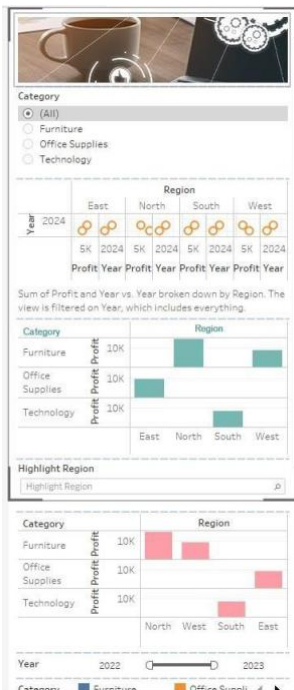 Category
(All)
Furniture
Office Supplies
Technology
Region
East North South West
Year 2024
5K 2024 5K 2024 5K 2024 5K 2024
Profit Year Profit Year Profit Year Profit Year
Sum of Profit and Year vs. Year broken down by Region. The
view is filtered on Year, which includes everything.
Category Region
Furniture Profit 10K
Office
Supplies Profit 10K
Technology Profit 10K
East North South West
Highlight Region
Highlight Region
Category Region
Furniture Profit 10K
Office
Supplies Profit 10K
Technology Profit 10K
North West South East
Year 2022 2023
Category Furniture Office Suppli